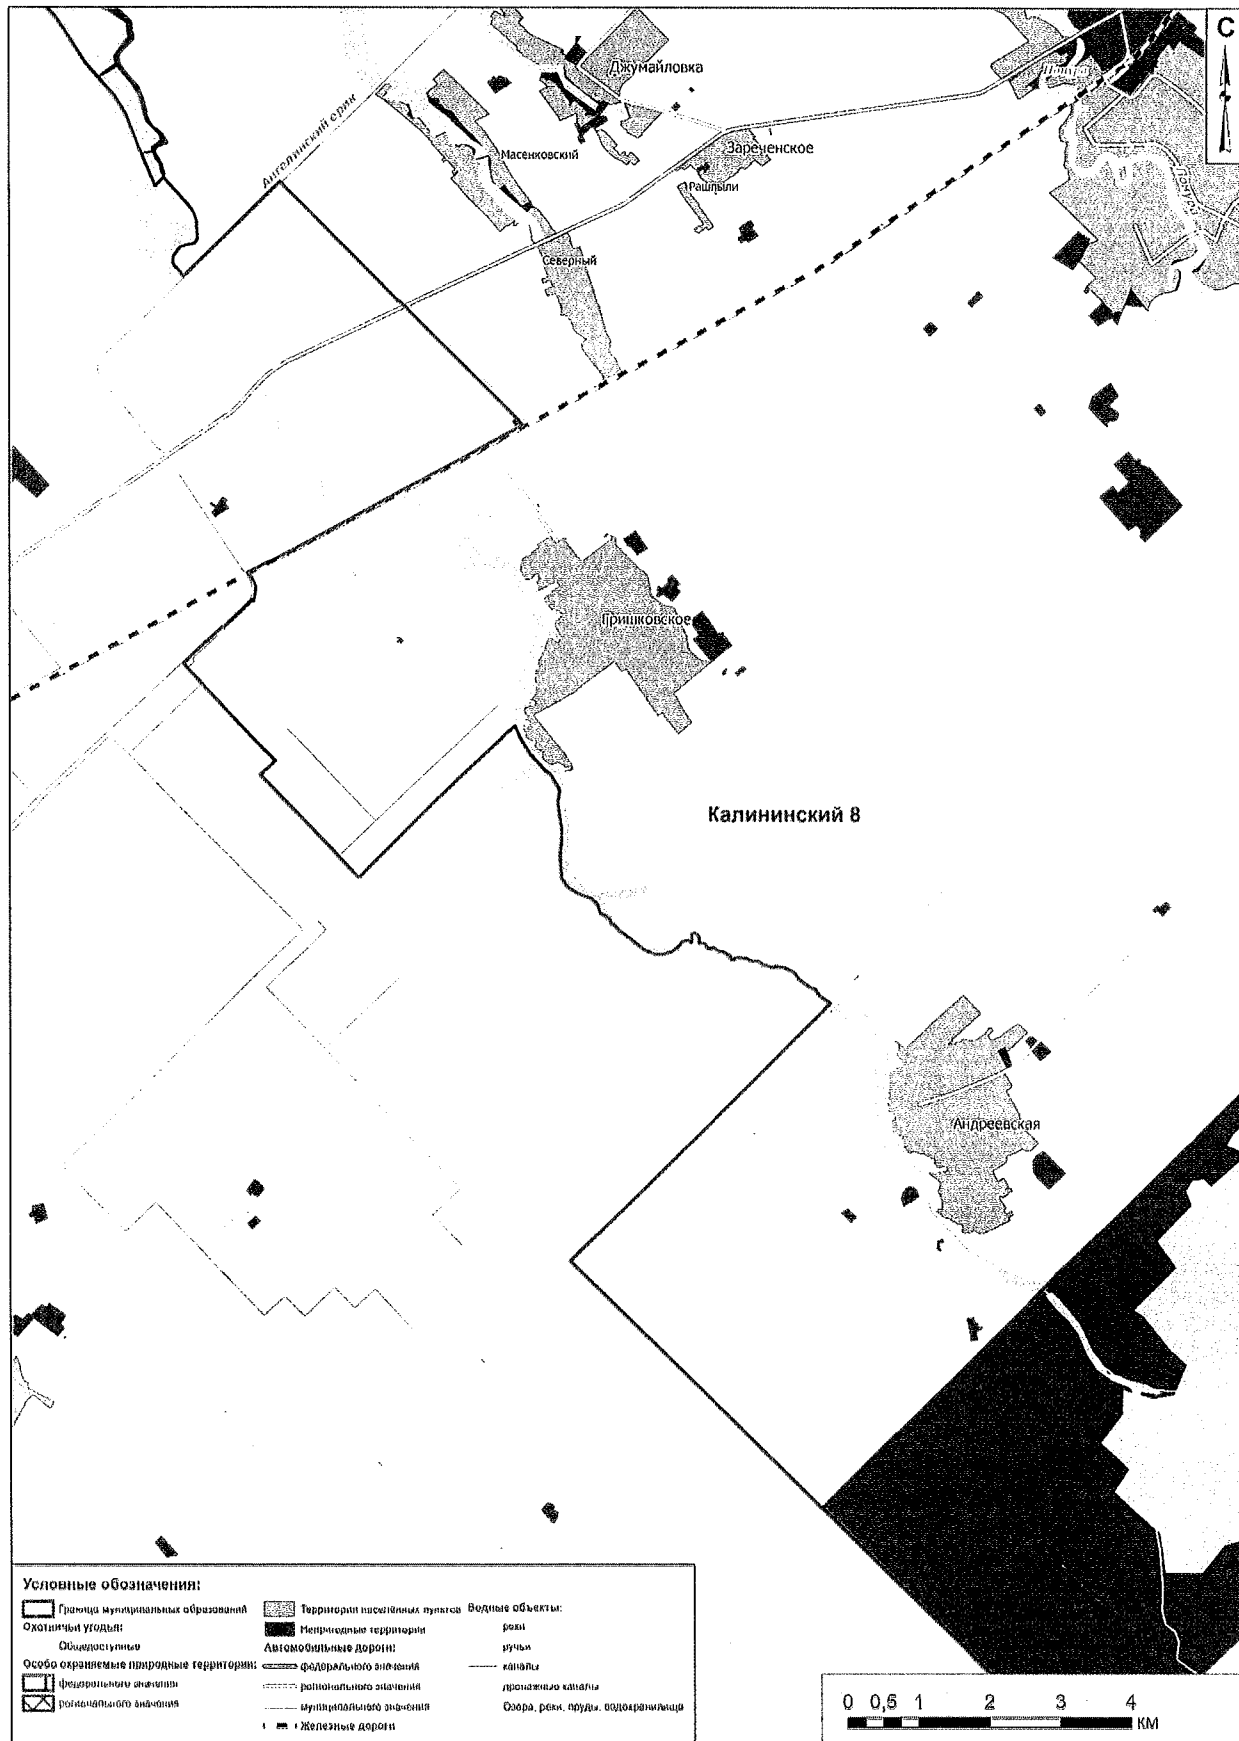 С
Джумайловка
Понура
Ангелинский ерик
Масенковский
Зареченское
Рашпыли
Понура
Северный
Гришковское
Калининский 8
Андреевская
Условные обозначения:
Граница муниципальных образований
Охотничьи угодья:
Общедоступные
Особо охраняемые природные территории:
федерального значения
регионального значения
Территории населённых пунктов
Непригодные территории
Автомобильные дороги:
федерального значения
регионального значения
муниципального значения
Железные дороги
Водные объекты:
реки
ручьи
каналы
дренажные каналы
Озера, реки, пруды, водохранилища
0 0,5 1 2 3 4
КМ